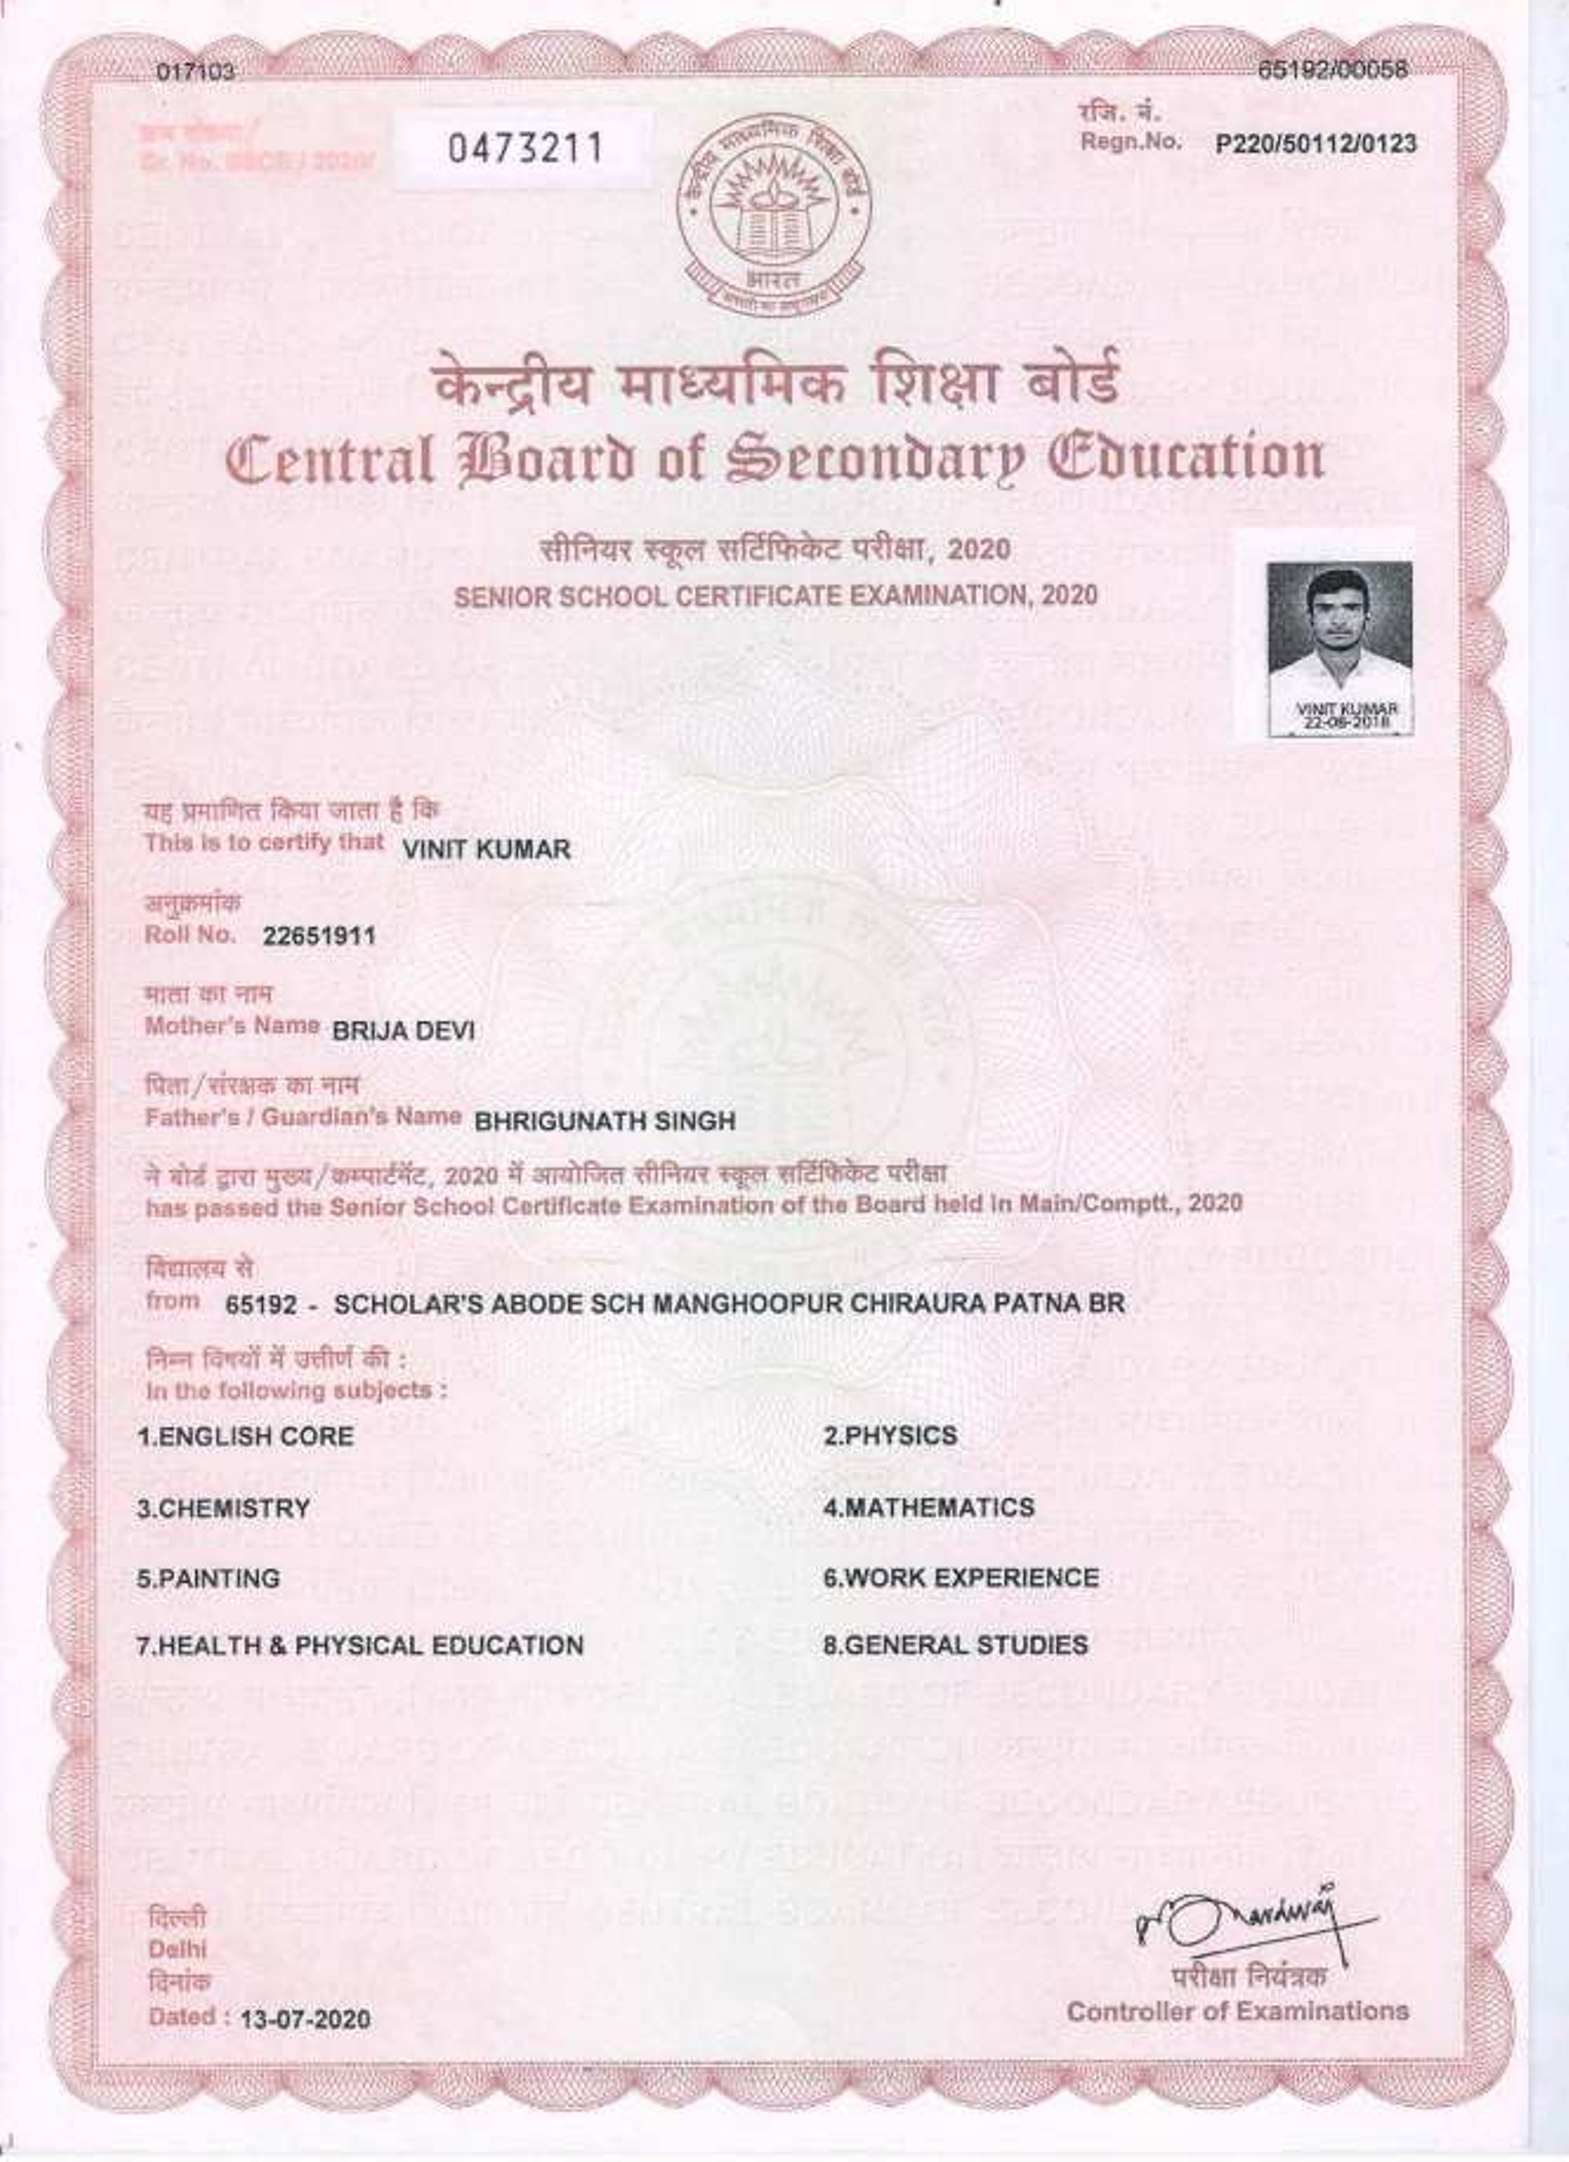 017103
65192/00058
रजि. नं.
Regn.No. P220/50112/0123
0473211
केन्द्रीय माध्यमिक शिक्षा बोर्ड
भारत
केन्द्रीय माध्यमिक शिक्षा बोर्ड
Central Board of Secondary Education
सीनियर स्कूल सर्टिफिकेट परीक्षा, 2020
SENIOR SCHOOL CERTIFICATE EXAMINATION, 2020
VINIT KUMAR
22-06-2018
यह प्रमाणित किया जाता है कि
This is to certify that VINIT KUMAR
अनुक्रमांक
Roll No. 22651911
माता का नाम
Mother's Name BRIJA DEVI
पिता/संरक्षक का नाम
Father's / Guardian's Name BHRIGUNATH SINGH
ने बोर्ड द्वारा मुख्य/कम्पार्टमेंट, 2020 में आयोजित सीनियर स्कूल सर्टिफिकेट परीक्षा
has passed the Senior School Certificate Examination of the Board held in Main/Comptt., 2020
विद्यालय से
from 65192 - SCHOLAR'S ABODE SCH MANGHOOPUR CHIRAURA PATNA BR
निम्न विषयों में उत्तीर्ण की :
In the following subjects :
1.ENGLISH CORE 2.PHYSICS
3.CHEMISTRY 4.MATHEMATICS
5.PAINTING 6.WORK EXPERIENCE
7.HEALTH & PHYSICAL EDUCATION 8.GENERAL STUDIES
दिल्ली
Delhi
दिनांक
Dated : 13-07-2020
परीक्षा नियंत्रक
Controller of Examinations